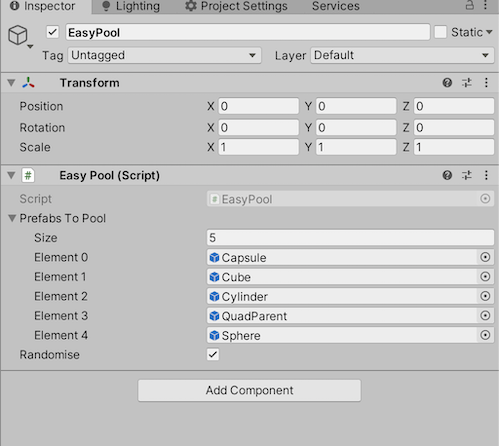 Inspector Lighting Project Settings Services
EasyPool Static
Tag Untagged Layer Default
Transform
Position X 0 Y 0 Z 0
Rotation X 0 Y 0 Z 0
Scale X 1 Y 1 Z 1
# Easy Pool (Script)
Script # EasyPool
Prefabs To Pool
Size 5
Element 0 Capsule
Element 1 Cube
Element 2 Cylinder
Element 3 QuadParent
Element 4 Sphere
Randomise
Add Component